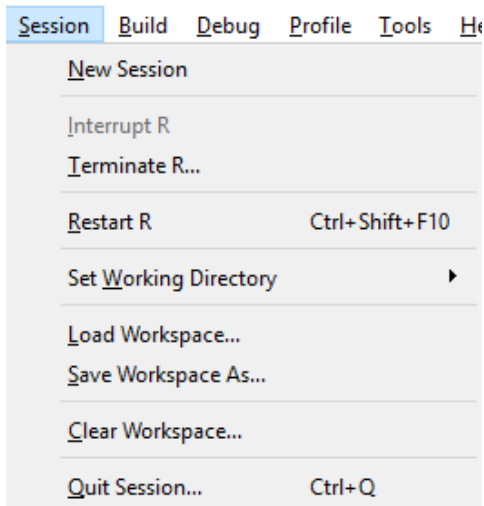 Session Build Debug Profile Tools
New Session
Interrupt R
Terminate R...
Restart R Ctrl+Shift+F10
Set Working Directory
Load Workspace...
Save Workspace As...
Clear Workspace...
Quit Session... Ctrl+Q